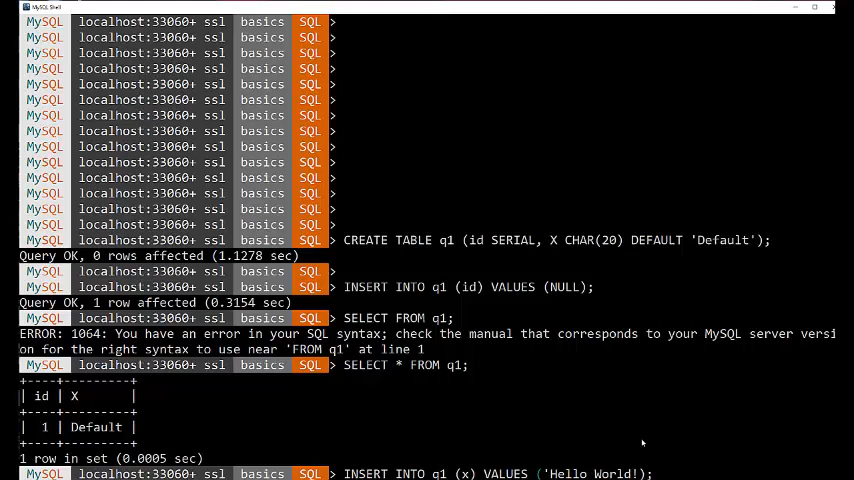 MySQL Shell
MySQL localhost:33060+ ssl basics SQL >
MySQL localhost:33060+ ssl basics SQL >
MySQL localhost:33060+ ssl basics SQL >
MySQL localhost:33060+ ssl basics SQL >
MySQL localhost:33060+ ssl basics SQL >
MySQL localhost:33060+ ssl basics SQL >
MySQL localhost:33060+ ssl basics SQL >
MySQL localhost:33060+ ssl basics SQL >
MySQL localhost:33060+ ssl basics SQL >
MySQL localhost:33060+ ssl basics SQL >
MySQL localhost:33060+ ssl basics SQL >
MySQL localhost:33060+ ssl basics SQL >
MySQL localhost:33060+ ssl basics SQL >
MySQL localhost:33060+ ssl basics SQL >
MySQL localhost:33060+ ssl basics SQL > CREATE TABLE q1 (id SERIAL, X CHAR(20) DEFAULT 'Default');
Query OK, 0 rows affected (1.1278 sec)
MySQL localhost:33060+ ssl basics SQL >
MySQL localhost:33060+ ssl basics SQL > INSERT INTO q1 (id) VALUES (NULL);
Query OK, 1 row affected (0.3154 sec)
MySQL localhost:33060+ ssl basics SQL > SELECT FROM q1;
ERROR: 1064: You have an error in your SQL syntax; check the manual that corresponds to your MySQL server versi
on for the right syntax to use near 'FROM q1' at line 1
MySQL localhost:33060+ ssl basics SQL > SELECT * FROM q1;
+----+---------+
| id | X       |
+----+---------+
|  1 | Default |
+----+---------+
1 row in set (0.0005 sec)
MySQL localhost:33060+ ssl basics SQL > INSERT INTO q1 (x) VALUES ('Hello World!);